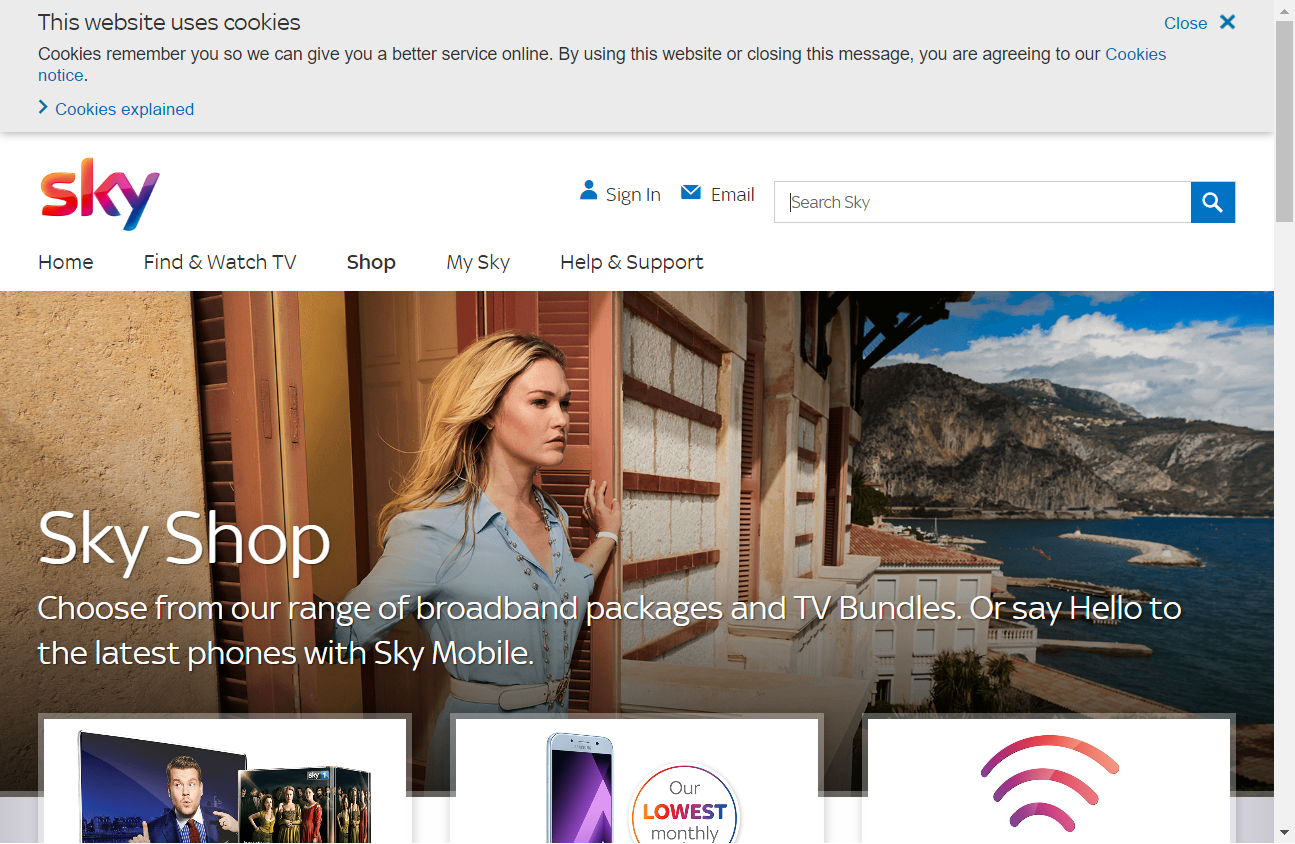 This website uses cookies
Close
Cookies remember you so we can give you a better service online. By using this website or closing this message, you are agreeing to our Cookies
notice.
Cookies explained
sky
Sign In
Email
Search Sky
Home
Find & Watch TV
Shop
My Sky
Help & Support
Sky Shop
Choose from our range of broadband packages and TV Bundles. Or say Hello to
the latest phones with Sky Mobile.
sky 1
SAMSUNG
Our
LOWEST
monthly